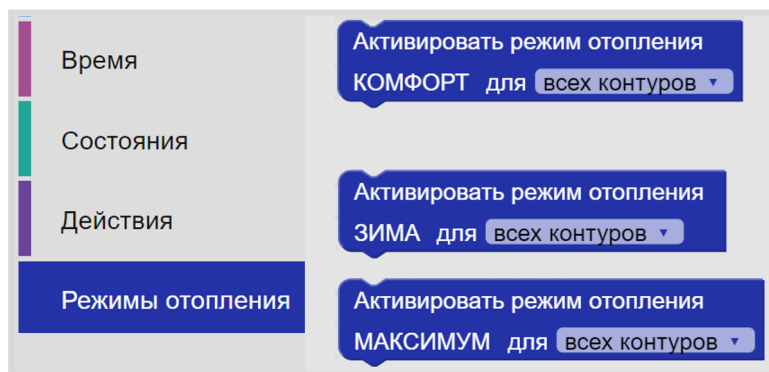 Время
Состояния
Действия
Режимы отопления
Активировать режим отопления
КОМФОРТ для всех контуров
Активировать режим отопления
ЗИМА для всех контуров
Активировать режим отопления
МАКСИМУМ для всех контуров